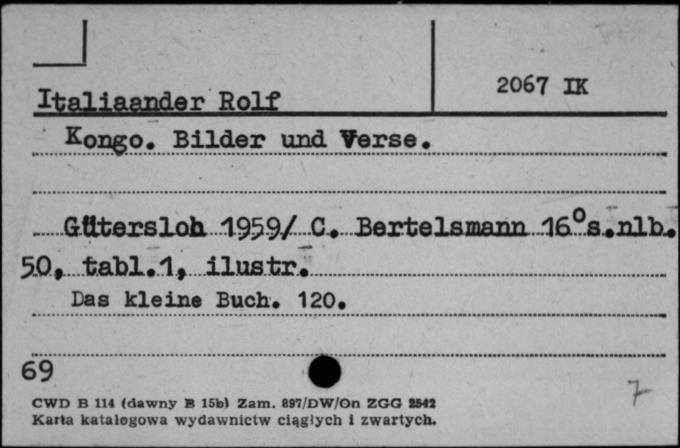 2067 IK
Italiaander Rolf
Kongo. Bilder und Verse.
Gütersloh 1959/ C. Bertelsmann 16°s.nlb.
50, tabl.1, ilustr.
Das kleine Buch. 120.
69
7
CWD B 114 (dawny B 15b) Zam. 897/DW/On ZGG 2542
Karta katalogowa wydawnictw ciągłych i zwartych.